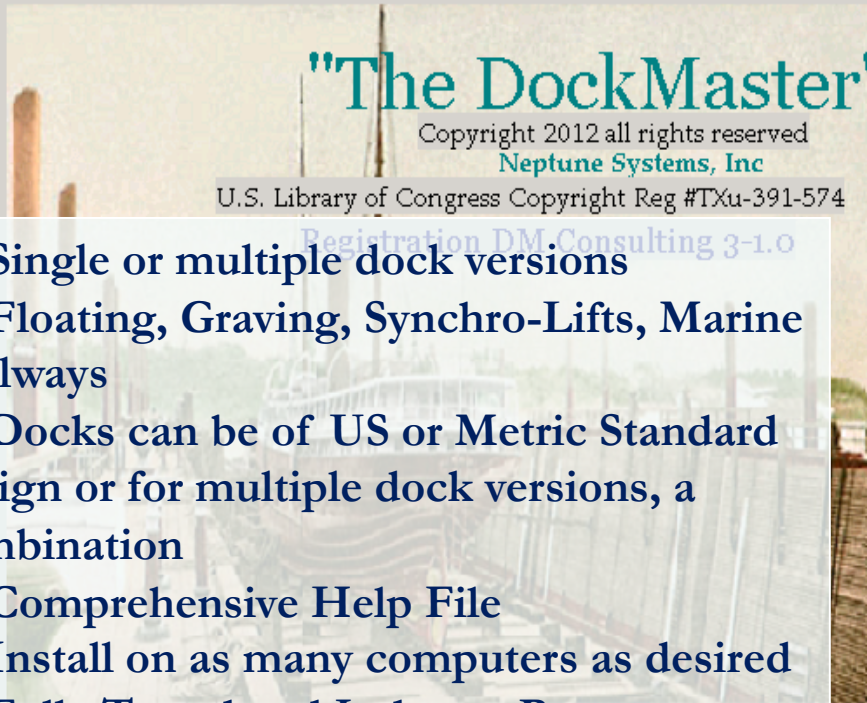 "The DockMaster"
Copyright 2012 all rights reserved
Neptune Systems, Inc
U.S. Library of Congress Copyright Reg #TXu-391-574
Registration DM Consulting 3-1.0
Single or multiple dock versions
Floating, Graving, Synchro-Lifts, Marine
lways
Docks can be of US or Metric Standard
ign or for multiple dock versions, a
nbination
Comprehensive Help File
Install on as many computers as desired